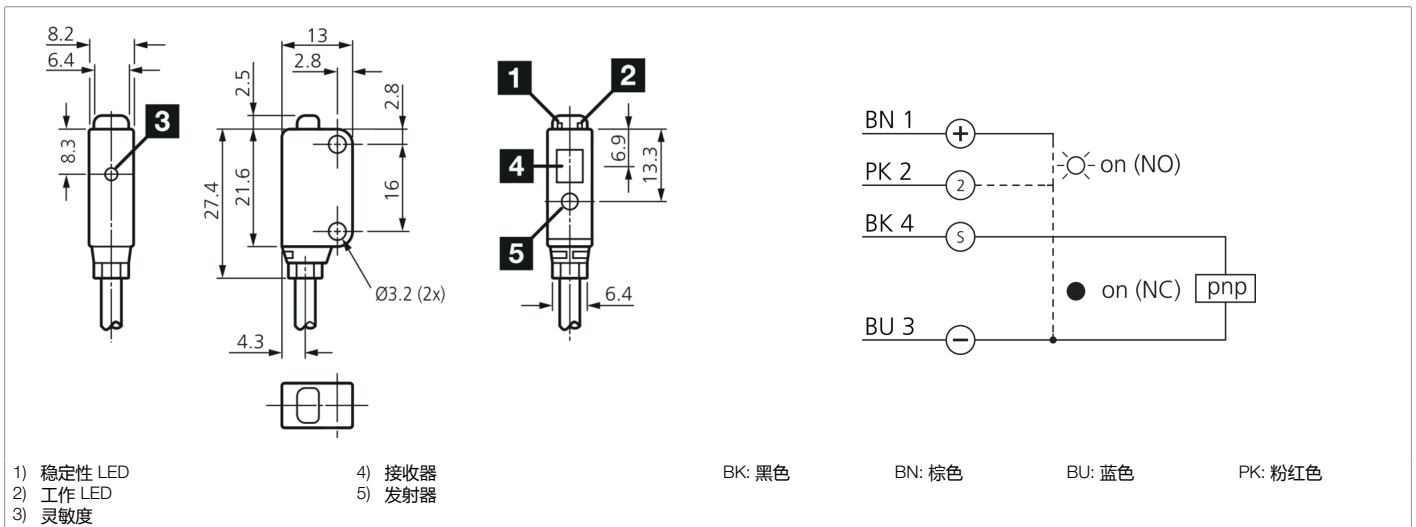 8.2
6.4
8.3
3
13
2.8
2.5
2.8
27.4
21.6
16
Ø3.2 (2x)
4.3
1
2
4
5
6.9
13.3
6.4
BN 1
+
PK 2
2
on (NO)
BK 4
S
on (NC)
pnp
BU 3
−
1) 稳定性 LED
2) 工作 LED
3) 灵敏度
4) 接收器
5) 发射器
BK: 黑色
BN: 棕色
BU: 蓝色
PK: 粉红色